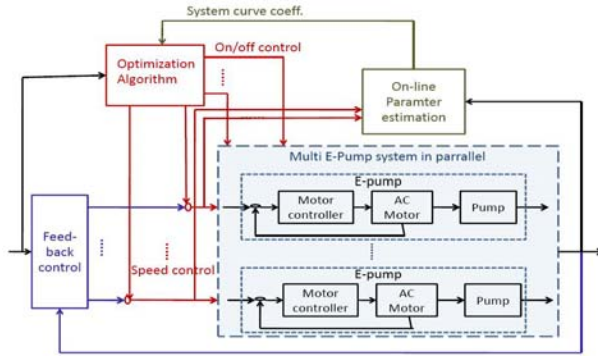 System curve coeff.
Optimization
Algorithm
On/off control
On-line
Paramter
estimation
Multi E-Pump system in parrallel
E-pump
Motor
controller
AC
Motor
Pump
Feed-
back
control
Speed control
E-pump
Motor
controller
AC
Motor
Pump